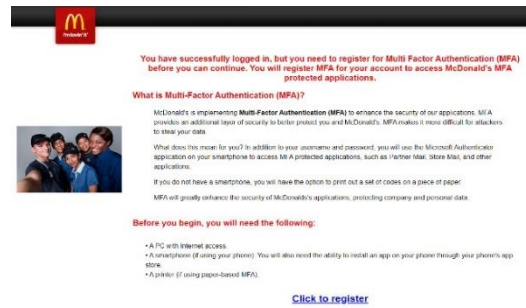 i'm lovin' it
You have successfully logged in, but you need to register for Multi Factor Authentication (MFA)
before you can continue. You will register MFA for your account to access McDonald's MFA
protected applications.
What is Multi-Factor Authentication (MFA)?
McDonald's is implementing Multi-Factor Authentication (MFA) to enhance the security of our applications. MFA
provides an additional layer of security to better protect you and McDonald's. MFA makes it more difficult for attackers
to steal your data.
What does this mean for you? In addition to your username and password, you will use the Microsoft Authenticator
application on your smartphone to access MFA protected applications, such as Partner Mail, Store Mail, and other
applications.
If you do not have a smartphone, you will have the option to print out a set of codes on a piece of paper.
MFA will greatly enhance the security of McDonald's applications, protecting company and personal data.
Before you begin, you will need the following:
• A PC with Internet access.
• A smartphone (if using your phone). You will also need the ability to install an app on your phone through your phone's app
store.
• A printer (if using paper-based MFA).
Click to register